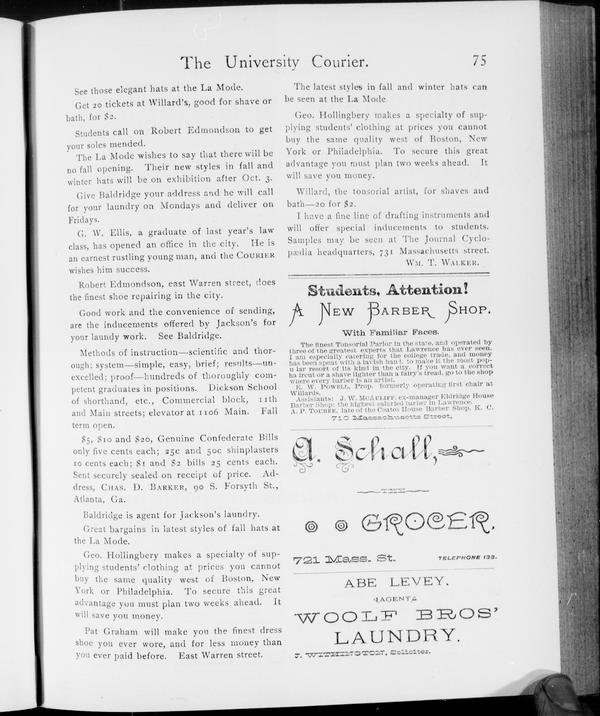 The University Courier. 75
See those elegant hats at the La Mode.
Get 20 tickets at Willard's, good for shave or
bath, for $2.
Students call on Robert Edmondson to get
your soles mended.
The La Mode wishes to say that there will be
no fall opening. Their new styles in fall and
winter hats will be on exhibition after Oct. 3.
Give Baldridge your address and he will call
for your laundry on Mondays and deliver on
Fridays.
G. W. Ellis, a graduate of last year's law
class, has opened an office in the city. He is
an earnest rustling young man, and the COURIER
wishes him success.
Robert Edmondson, east Warren street, does
the finest shoe repairing in the city.
Good work and the convenience of sending,
are the inducements offered by Jackson's for
your laundy work. See Baldridge.
Methods of instruction—scientific and thor-
ough; system—simple, easy, brief; results—un-
excelled; proof—hundreds of thoroughly com-
petent graduates in positions. Dickson School
of shorthand, etc., Commercial block, 11th
and Main streets; elevator at 1106 Main. Fall
term open.
$5, $10 and $20, Genuine Confederate Bills
only five cents each; 25c and 50c shinplasters
10 cents each; $1 and $2 bills 25 cents each.
Sent securely sealed on receipt of price. Ad-
dress, CHAS. D. BARKER, 90 S. Forsyth St.,
Atlanta, Ga.
Baldridge is agent for Jackson's laundry.
Great bargains in latest styles of fall hats at
the La Mode.
Geo. Hollingbery makes a specialty of sup-
plying students' clothing at prices you cannot
buy the same quality west of Boston, New
York or Philadelphia. To secure this great
advantage you must plan two weeks ahead. It
will save you money.
Pat Graham will make you the finest dress
shoe you ever wore, and for less money than
you ever paid before. East Warren street.
The latest styles in fall and winter hats can
be seen at the La Mode
Geo. Hollingbery makes a specialty of sup-
plying students' clothing at prices you cannot
buy the same quality west of Boston, New
York or Philadelphia. To secure this great
advantage you must plan two weeks ahead. It
will save you money.
Willard, the tonsorial artist, for shaves and
bath—20 for $2.
I have a fine line of drafting instruments and
will offer special inducements to students.
Samples may be seen at The Journal Cyclo-
pædia headquarters, 731 Massachusetts street.
WM. T. WALKER.
Students, Attention!
A NEW BARBER SHOP.
With Familiar Faces.
The finest Tonsorial Parlor in the state, and operated by
three of the greatest experts that Lawrence has ever seen.
I am especially catering for the college trade, and money
has been spent with a lavish hand, to make it the most pop-
ular resort of its kind in the city. If you want a correct
haircut or a shave lighter than a fairy's tread, go to the shop
where every barber is an artist.
E. W. POWELL, Prop. formerly operating first chair at
Willards.
Assistants: J. W. MCAULIFF, ex-manager Eldridge House
Barber Shop; the highest salaried barber in Lawrence.
A. P. TOUREE, late of the Coates House Barber Shop, K. C.
710 Massachusetts Street.
A. Schall,
THE
GROCER.
721 Mass. St. TELEPHONE 133.
ABE LEVEY.
AGENT
WOOLF BROS'
LAUNDRY.
F. WITHINGTON, Solicitor.